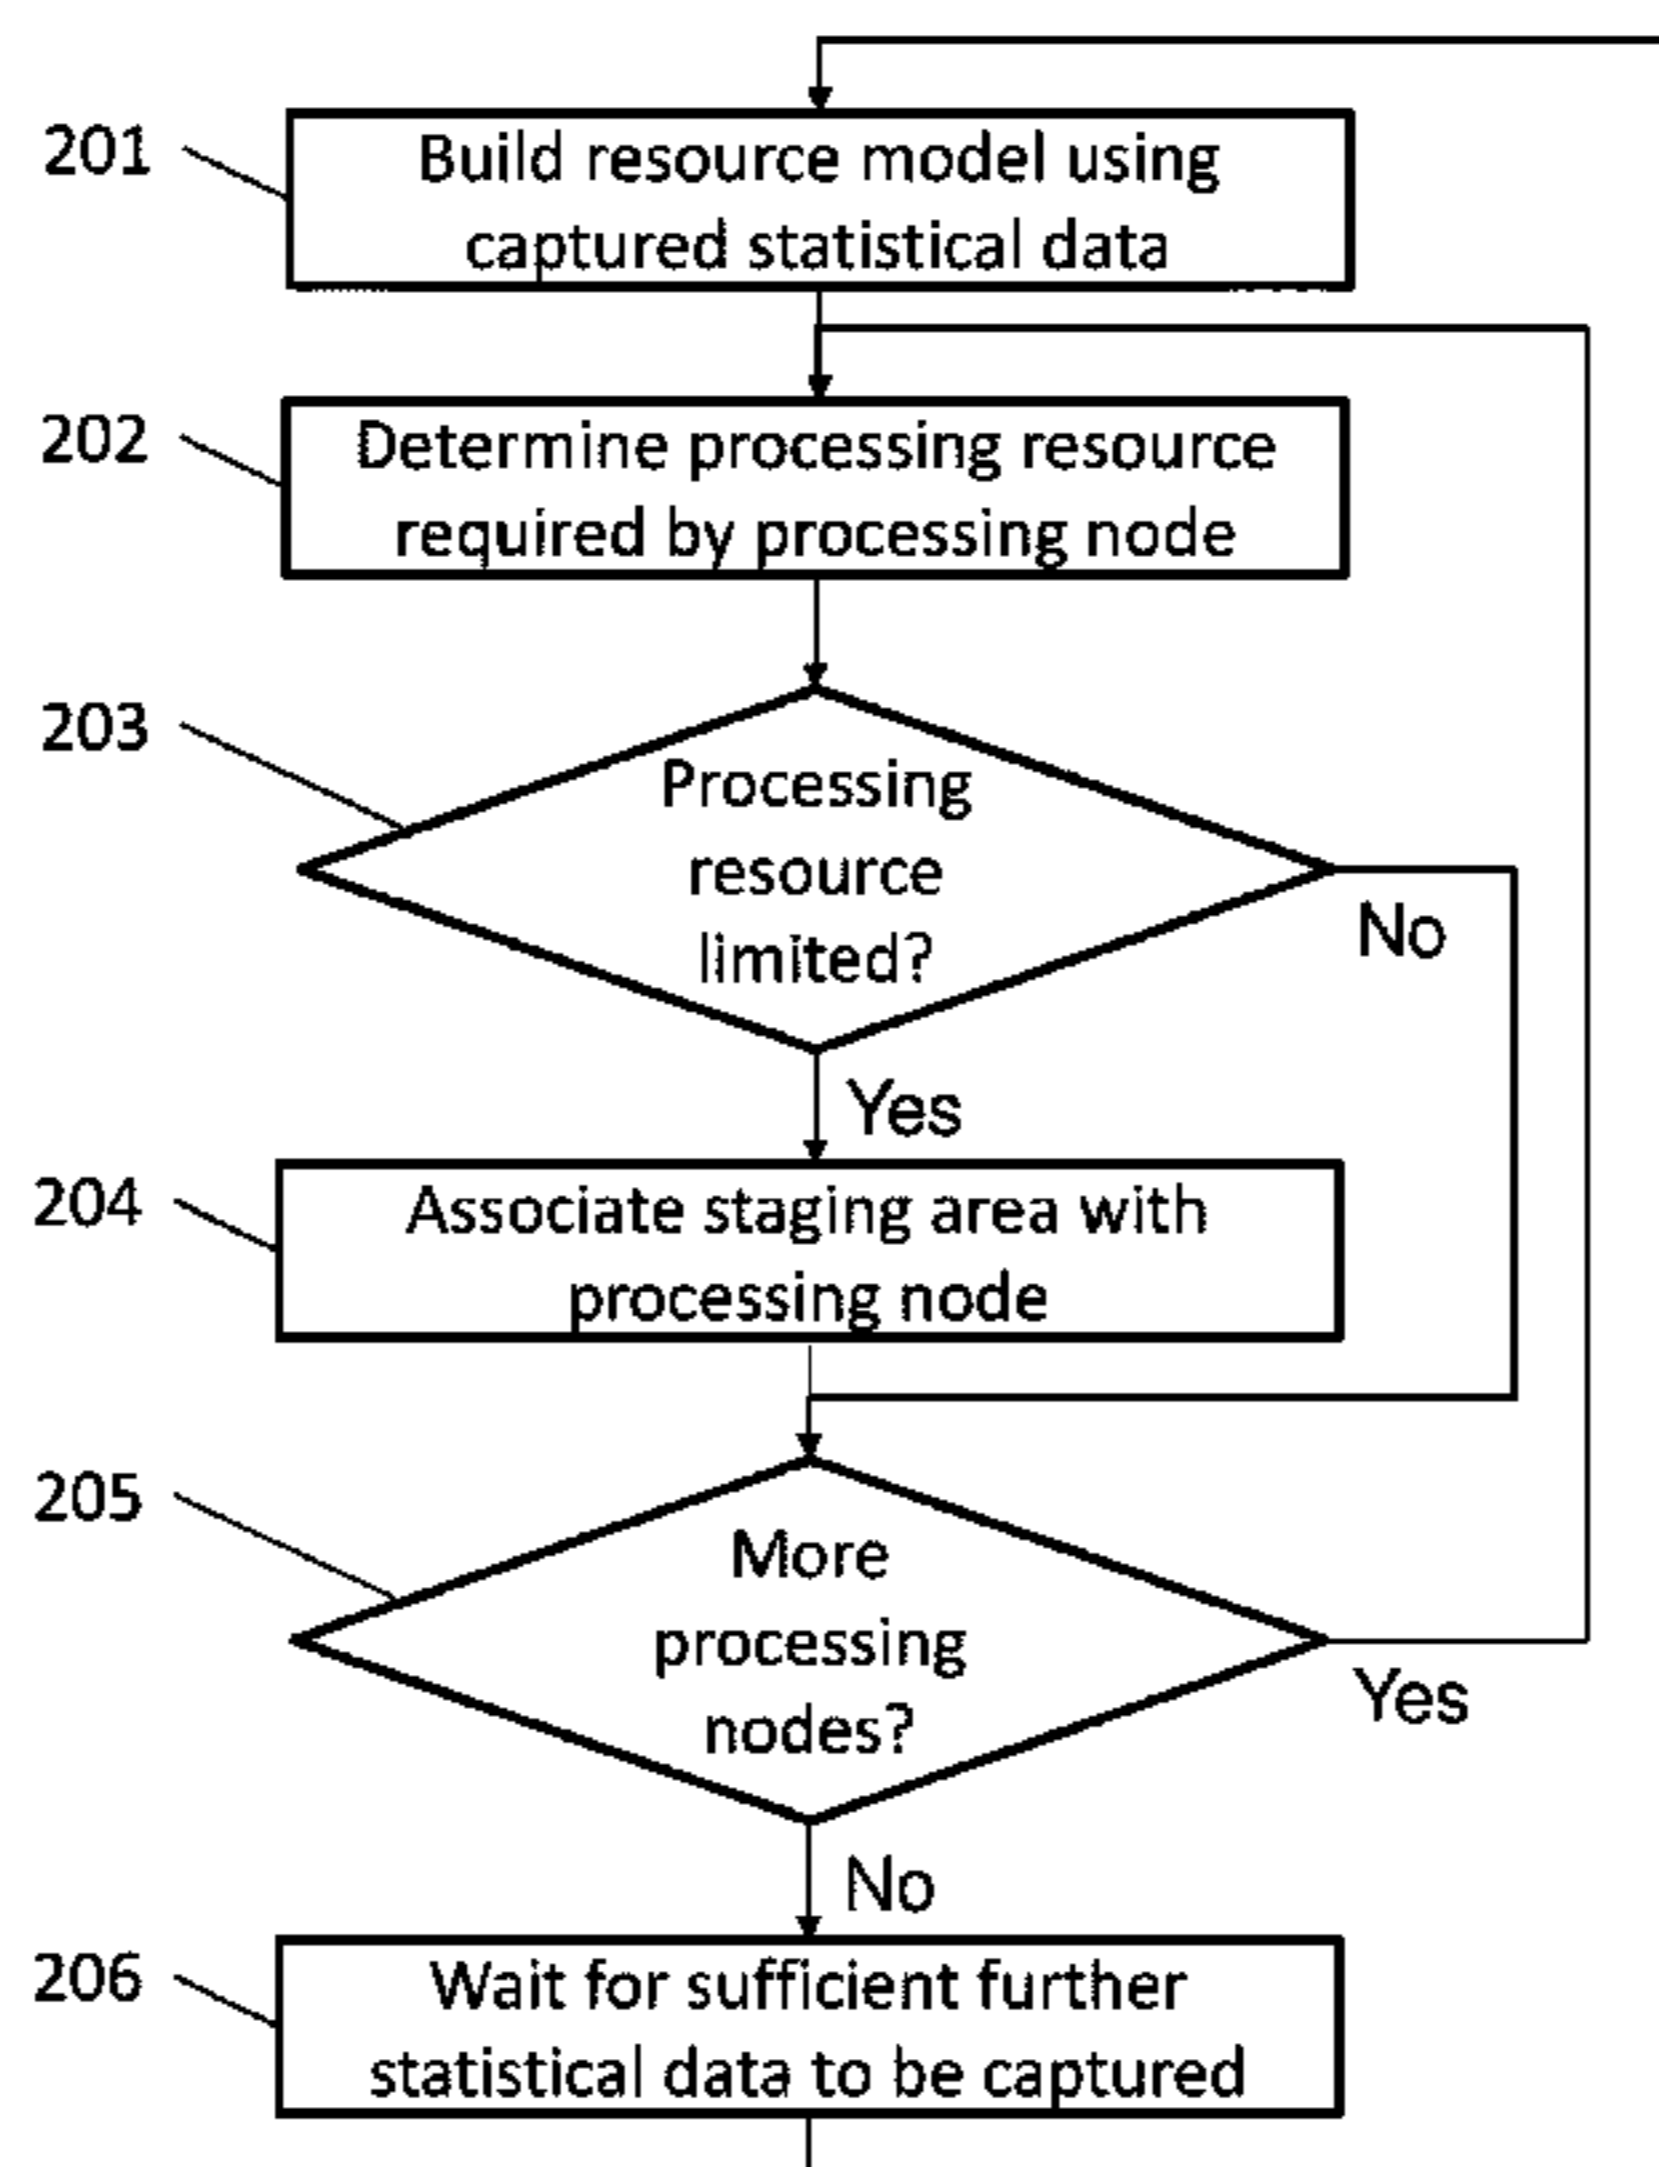 201
Build resource model using
captured statistical data
202
Determine processing resource
required by processing node
203
Processing
resource
limited?
No
Yes
204
Associate staging area with
processing node
205
More
processing
nodes?
Yes
No
206
Wait for sufficient further
statistical data to be captured